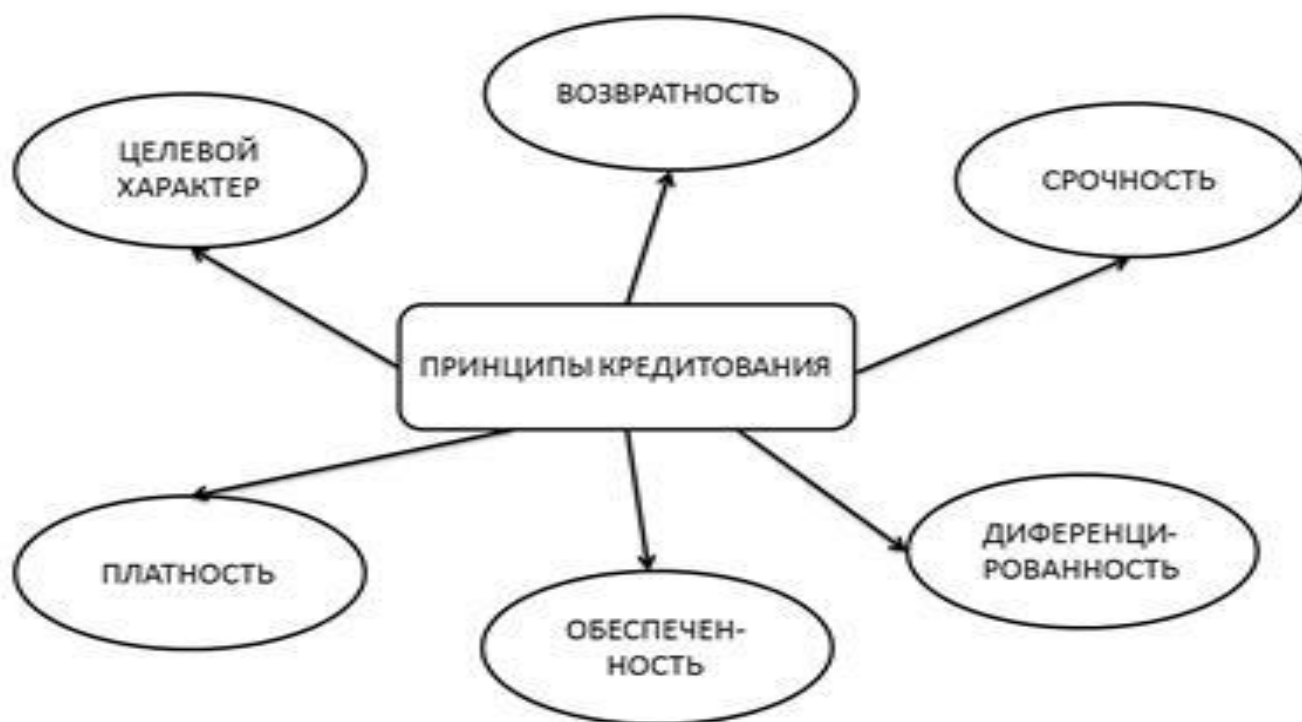 ВОЗВРАТНОСТЬ
ЦЕЛЕВОЙ
ХАРАКТЕР
СРОЧНОСТЬ
ПРИНЦИПЫ КРЕДИТОВАНИЯ
ПЛАТНОСТЬ
ОБЕСПЕЧЕН-
НОСТЬ
ДИФЕРЕНЦИ-
РОВАННОСТЬ